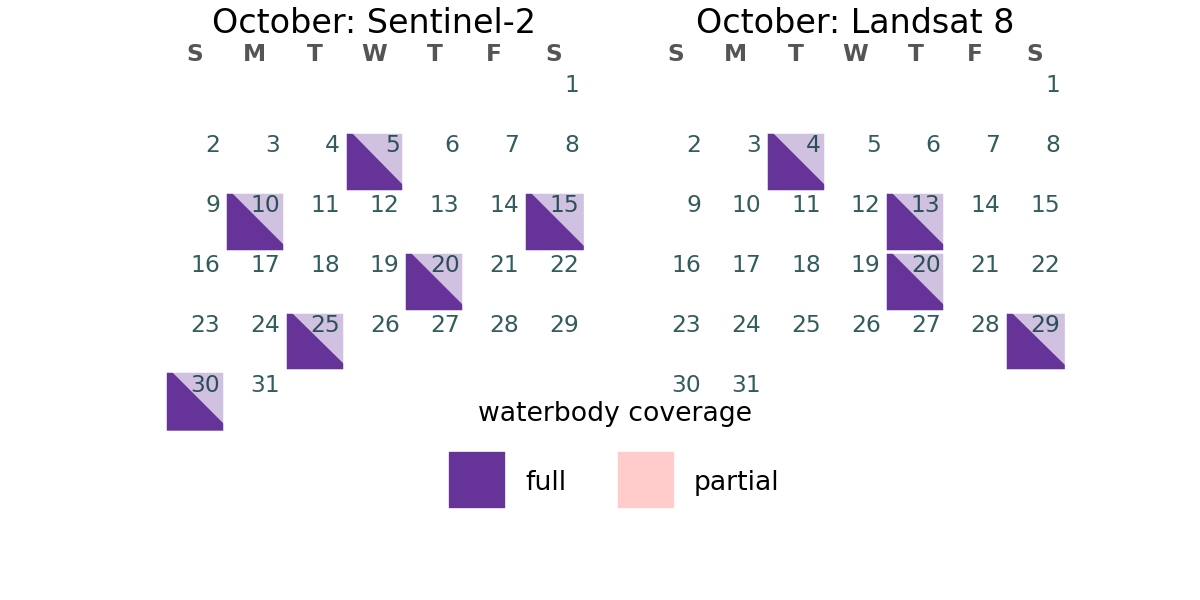 October: Sentinel-2
S M T W T F S
1
2 3 4 5 6 7 8
9 10 11 12 13 14 15
16 17 18 19 20 21 22
23 24 25 26 27 28 29
30 31
October: Landsat 8
S M T W T F S
1
2 3 4 5 6 7 8
9 10 11 12 13 14 15
16 17 18 19 20 21 22
23 24 25 26 27 28 29
30 31
waterbody coverage
full
partial